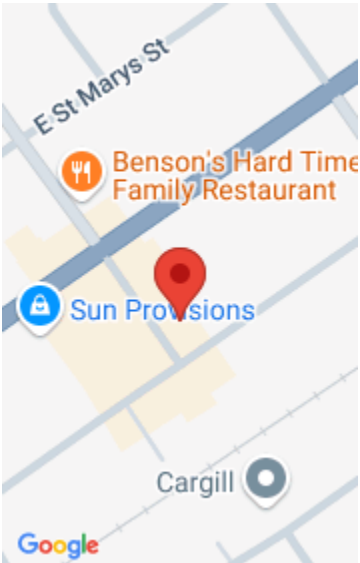 E St Marys St
Benson's Hard Time
Family Restaurant
Sun Provisions
Cargill
Google